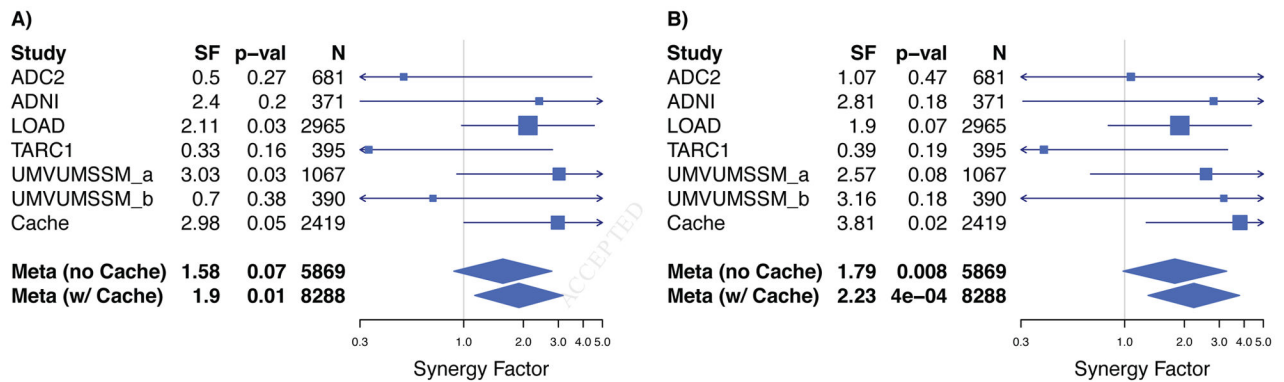 A)
Study SF p-val N
ADC2 0.5 0.27 681
ADNI 2.4 0.2 371
LOAD 2.11 0.03 2965
TARC1 0.33 0.16 395
UMVUMSSM_a 3.03 0.03 1067
UMVUMSSM_b 0.7 0.38 390
Cache 2.98 0.05 2419
Meta (no Cache) 1.58 0.07 5869
Meta (w/ Cache) 1.9 0.01 8288
0.3 1.0 2.0 3.0 4.0 5.0
Synergy Factor
ACCEPTED
B)
Study SF p-val N
ADC2 1.07 0.47 681
ADNI 2.81 0.18 371
LOAD 1.9 0.07 2965
TARC1 0.39 0.19 395
UMVUMSSM_a 2.57 0.08 1067
UMVUMSSM_b 3.16 0.18 390
Cache 3.81 0.02 2419
Meta (no Cache) 1.79 0.008 5869
Meta (w/ Cache) 2.23 4e-04 8288
0.3 1.0 2.0 3.0 4.0 5.0
Synergy Factor